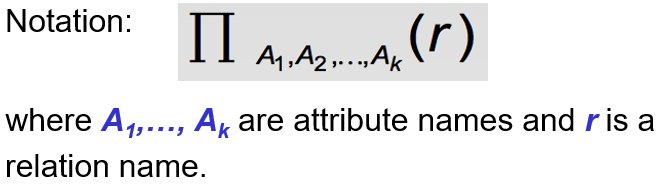 Notation: ∏ A₁,A₂,…,Aₖ (r)
where A₁,…, Aₖ are attribute names and r is a
relation name.